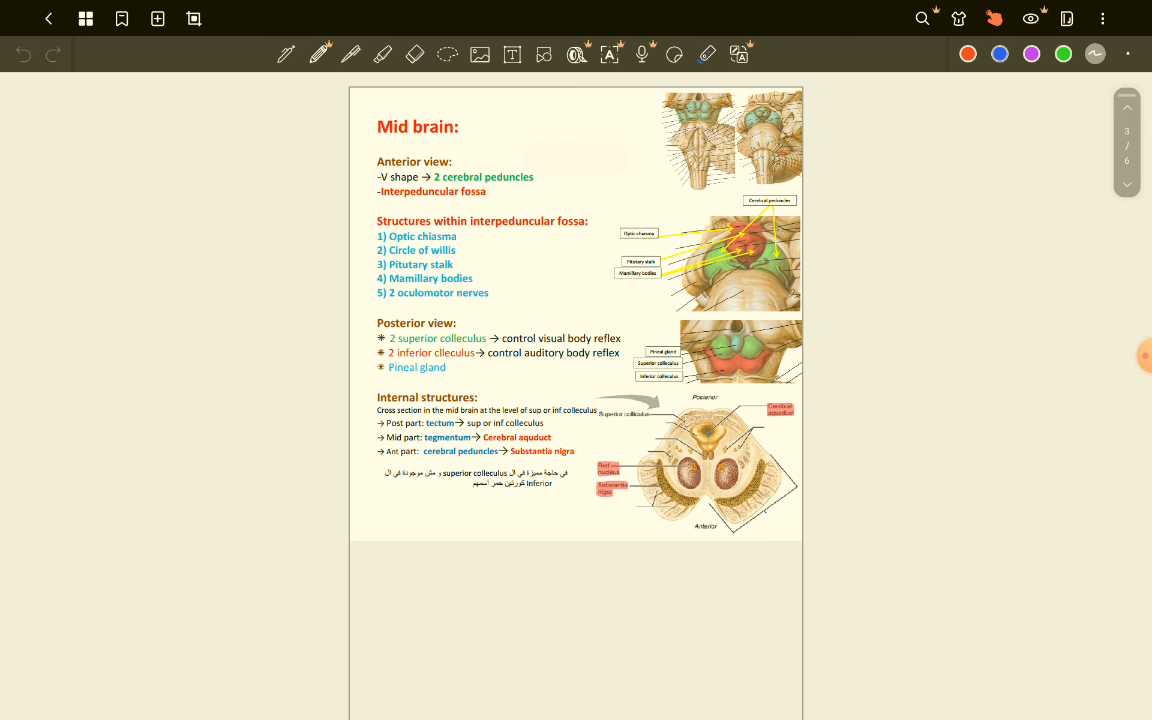 3
/
6
Mid brain:
Anterior view:
-V shape → 2 cerebral peduncles
-Interpeduncular fossa
Structures within interpeduncular fossa:
1) Optic chiasma
2) Circle of willis
3) Pitutary stalk
4) Mamillary bodies
5) 2 oculomotor nerves
Cerebral peduncles
Optic chiasma
Pitutary stalk
Mamillary bodies
Posterior view:
✳ 2 superior colleculus → control visual body reflex
✳ 2 inferior clleculus→ control auditory body reflex
✳ Pineal gland
Pineal gland
Superior colleculus
Inferior colleculus
Internal structures:
Cross section in the mid brain at the level of sup or inf colleculus
→ Post part: tectum→ sup or inf colleculus
→ Mid part: tegmentum→ Cerebral aquduct
→ Ant part: cerebral peduncles→ Substantia nigra
في حاجة مميزة في ال superior colleculus و مش موجودة في ال
Inferior كورتين حمر اسمهم
Posterior
Superior colliculus
Cerebral
aqueduct
Red
nucleus
Substantia
nigra
Anterior